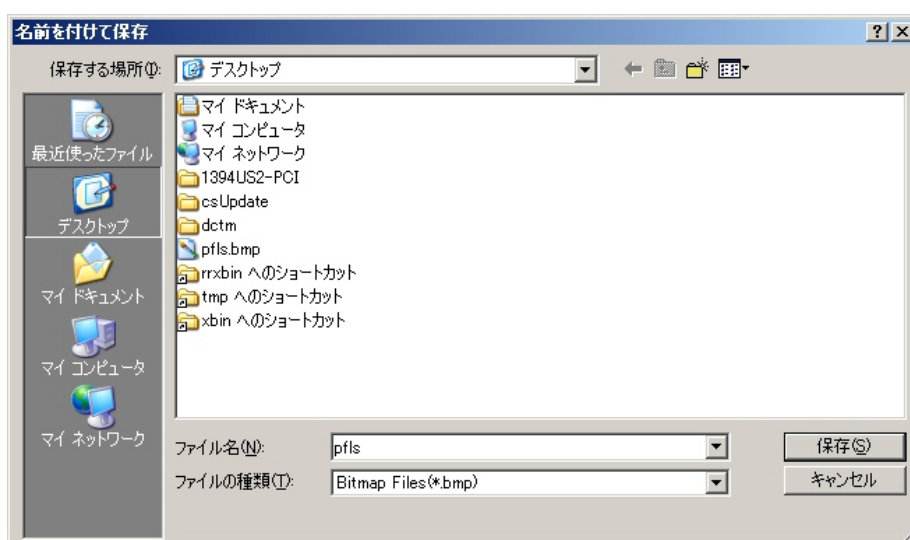 名前を付けて保存
保存する場所(I):
デスクトップ
最近使ったファイル
デスクトップ
マイ ドキュメント
マイ コンピュータ
マイ ネットワーク
マイ ドキュメント
マイ コンピュータ
マイ ネットワーク
1394US2-PCI
csUpdate
dctm
pfls.bmp
rrxbin へのショートカット
tmp へのショートカット
xbin へのショートカット
ファイル名(N):
pfls
保存(S)
ファイルの種類(T):
Bitmap Files(*.bmp)
キャンセル